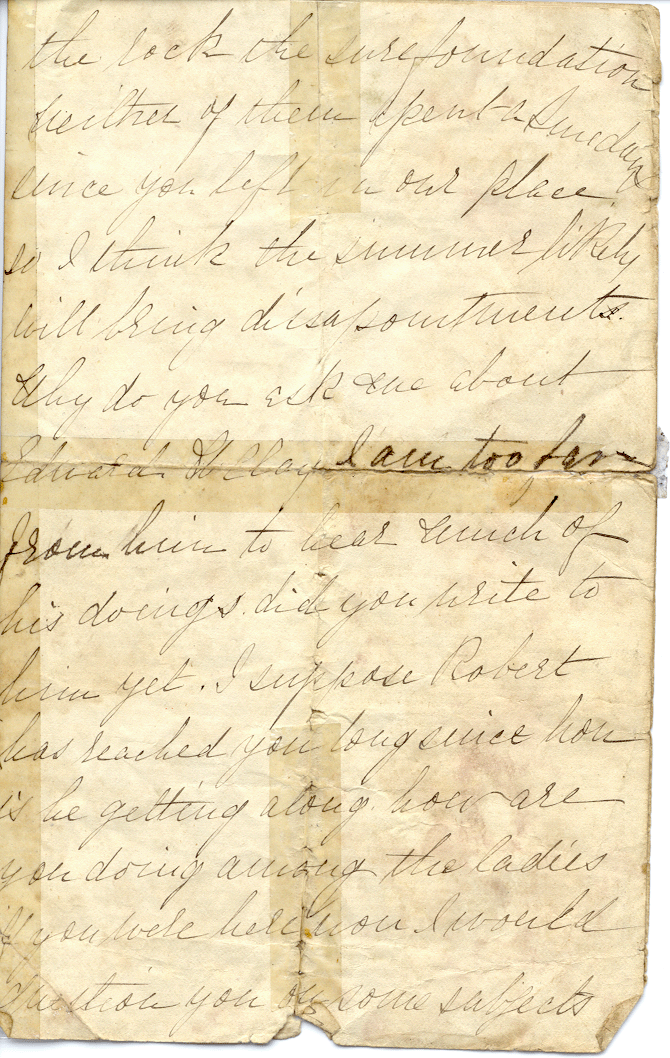 the rock the sure foundation
neither of them spent a Sunday
since you left in our place
so I think the summer likely
will bring dissapointments.
Why do you ask me about
Edward I am too far
from him to hear much of
his doings. did you write to
him yet. I suppose Robert
has reached you long since how
is he getting along. how are
you doing among the ladies
if you were here now I would
question you on some subjects